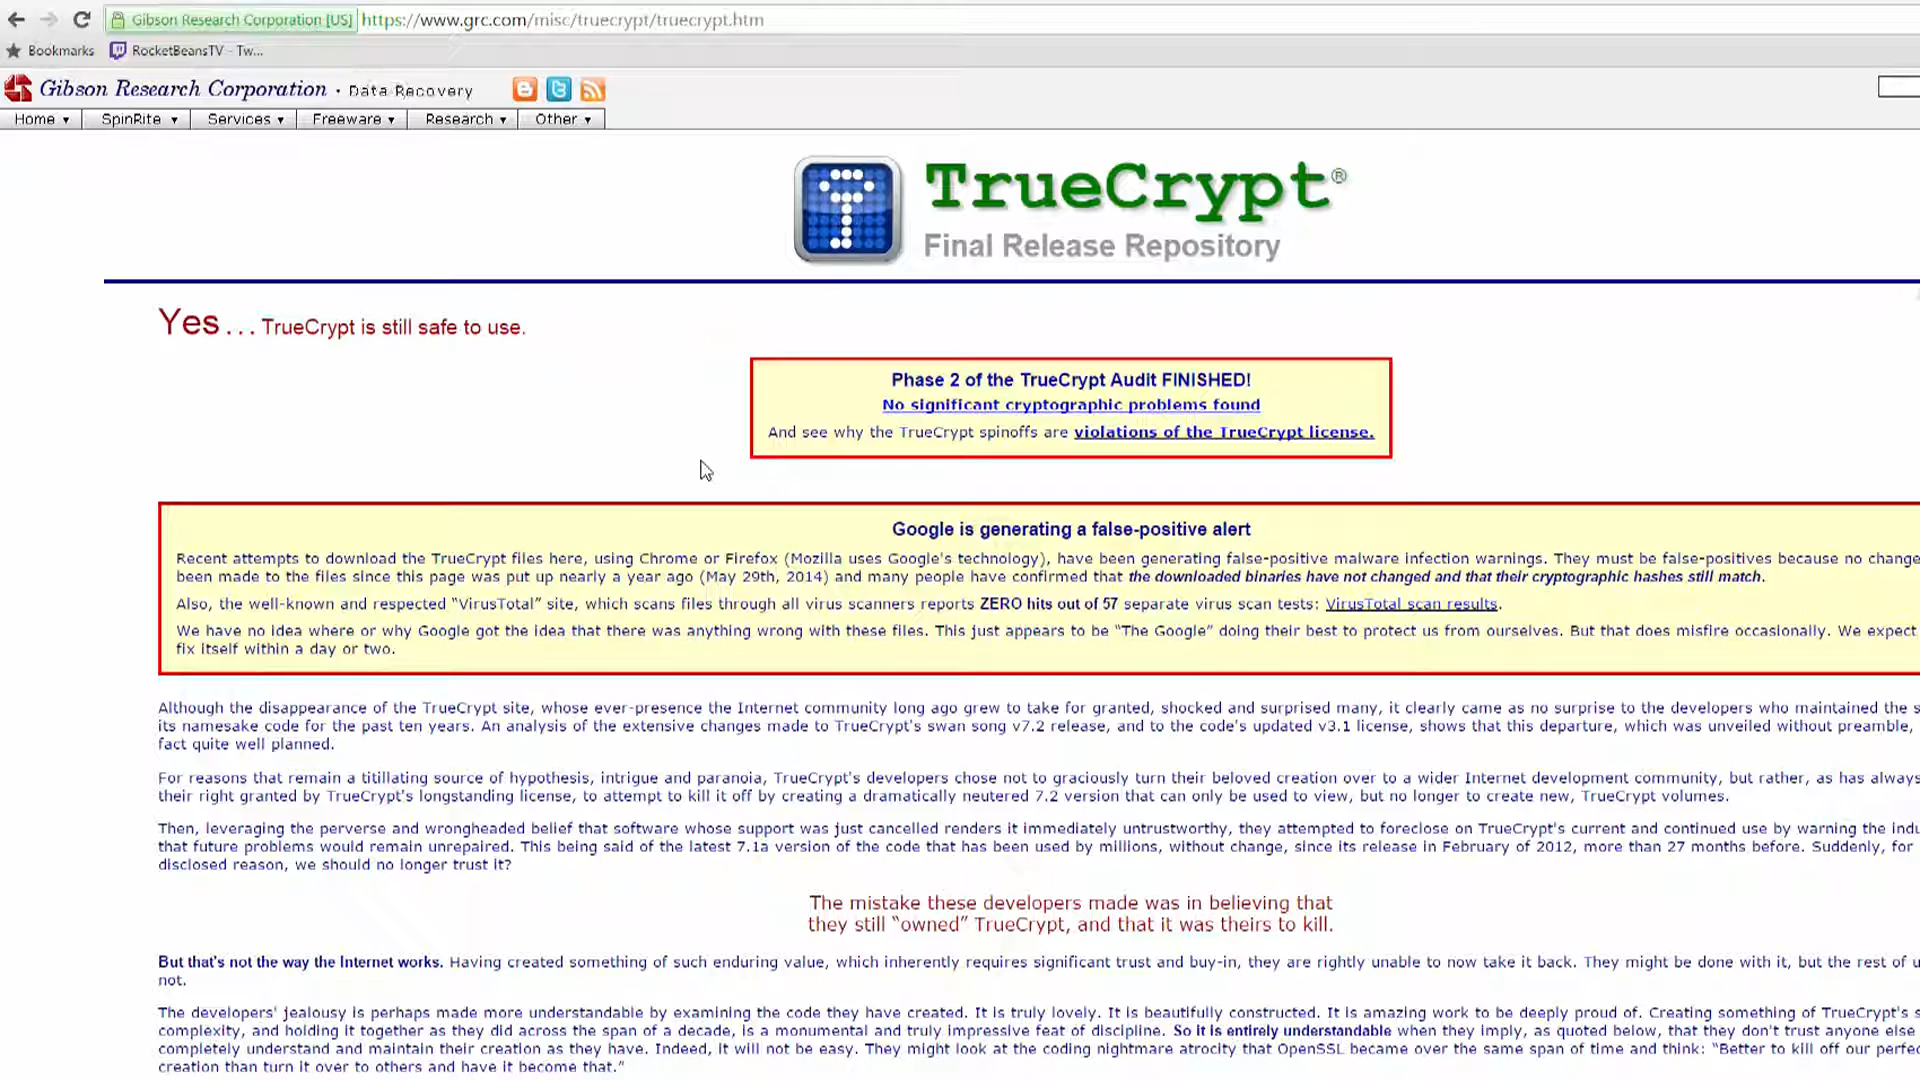 Gibson Research Corporation [US] https://www.grc.com/misc/truecrypt/truecrypt.htm
Bookmarks RocketBeansTV - Tw...
Gibson Research Corporation · Data Recovery
Home SpinRite Services Freeware Research Other
TrueCrypt®
Final Release Repository
Yes . . . TrueCrypt is still safe to use.
Phase 2 of the TrueCrypt Audit FINISHED!
No significant cryptographic problems found
And see why the TrueCrypt spinoffs are violations of the TrueCrypt license.
Google is generating a false-positive alert
Recent attempts to download the TrueCrypt files here, using Chrome or Firefox (Mozilla uses Google's technology), have been generating false-positive malware infection warnings. They must be false-positives because no change
been made to the files since this page was put up nearly a year ago (May 29th, 2014) and many people have confirmed that the downloaded binaries have not changed and that their cryptographic hashes still match.
Also, the well-known and respected “VirusTotal” site, which scans files through all virus scanners reports ZERO hits out of 57 separate virus scan tests: VirusTotal scan results.
We have no idea where or why Google got the idea that there was anything wrong with these files. This just appears to be “The Google” doing their best to protect us from ourselves. But that does misfire occasionally. We expect
fix itself within a day or two.
Although the disappearance of the TrueCrypt site, whose ever-presence the Internet community long ago grew to take for granted, shocked and surprised many, it clearly came as no surprise to the developers who maintained the s
its namesake code for the past ten years. An analysis of the extensive changes made to TrueCrypt's swan song v7.2 release, and to the code's updated v3.1 license, shows that this departure, which was unveiled without preamble,
fact quite well planned.
For reasons that remain a titillating source of hypothesis, intrigue and paranoia, TrueCrypt's developers chose not to graciously turn their beloved creation over to a wider Internet development community, but rather, as has always
their right granted by TrueCrypt's longstanding license, to attempt to kill it off by creating a dramatically neutered 7.2 version that can only be used to view, but no longer to create new, TrueCrypt volumes.
Then, leveraging the perverse and wrongheaded belief that software whose support was just cancelled renders it immediately untrustworthy, they attempted to foreclose on TrueCrypt's current and continued use by warning the indu
that future problems would remain unrepaired. This being said of the latest 7.1a version of the code that has been used by millions, without change, since its release in February of 2012, more than 27 months before. Suddenly, for
disclosed reason, we should no longer trust it?
The mistake these developers made was in believing that
they still “owned” TrueCrypt, and that it was theirs to kill.
But that's not the way the Internet works. Having created something of such enduring value, which inherently requires significant trust and buy-in, they are rightly unable to now take it back. They might be done with it, but the rest of u
not.
The developers' jealousy is perhaps made more understandable by examining the code they have created. It is truly lovely. It is beautifully constructed. It is amazing work to be deeply proud of. Creating something of TrueCrypt's s
complexity, and holding it together as they did across the span of a decade, is a monumental and truly impressive feat of discipline. So it is entirely understandable when they imply, as quoted below, that they don't trust anyone else
completely understand and maintain their creation as they have. Indeed, it will not be easy. They might look at the coding nightmare atrocity that OpenSSL became over the same span of time and think: “Better to kill off our perfe
creation than turn it over to others and have it become that.”